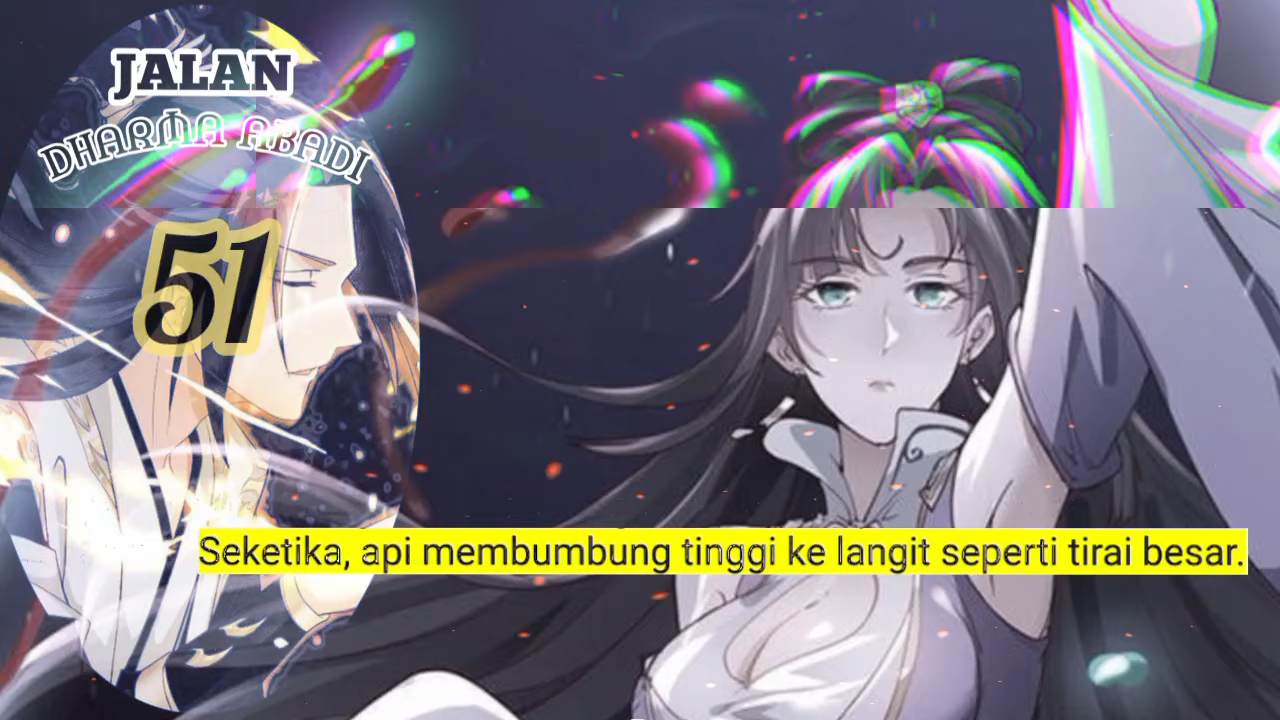 JALAN
DHARMA ABADI
51
Seketika, api membumbung tinggi ke langit seperti tirai besar.